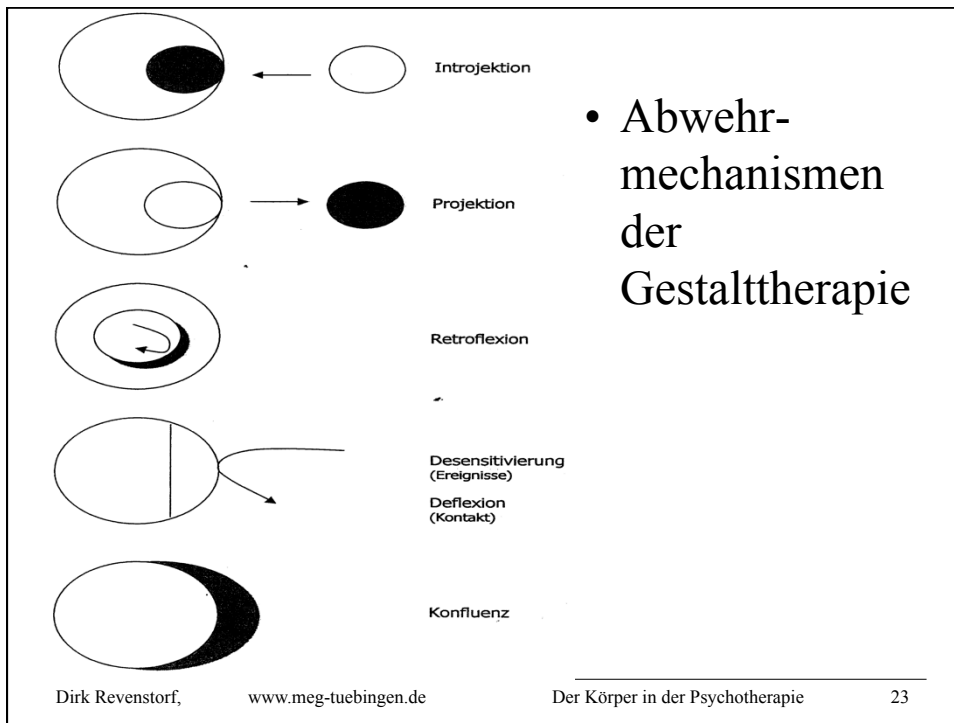 Introjektion
Projektion
Retroflexion
Desensitivierung
(Ereignisse)
Deflexion
(Kontakt)
Konfluenz
• Abwehr-
mechanismen
der
Gestalttherapie
Dirk Revenstorf, www.meg-tuebingen.de Der Körper in der Psychotherapie 23